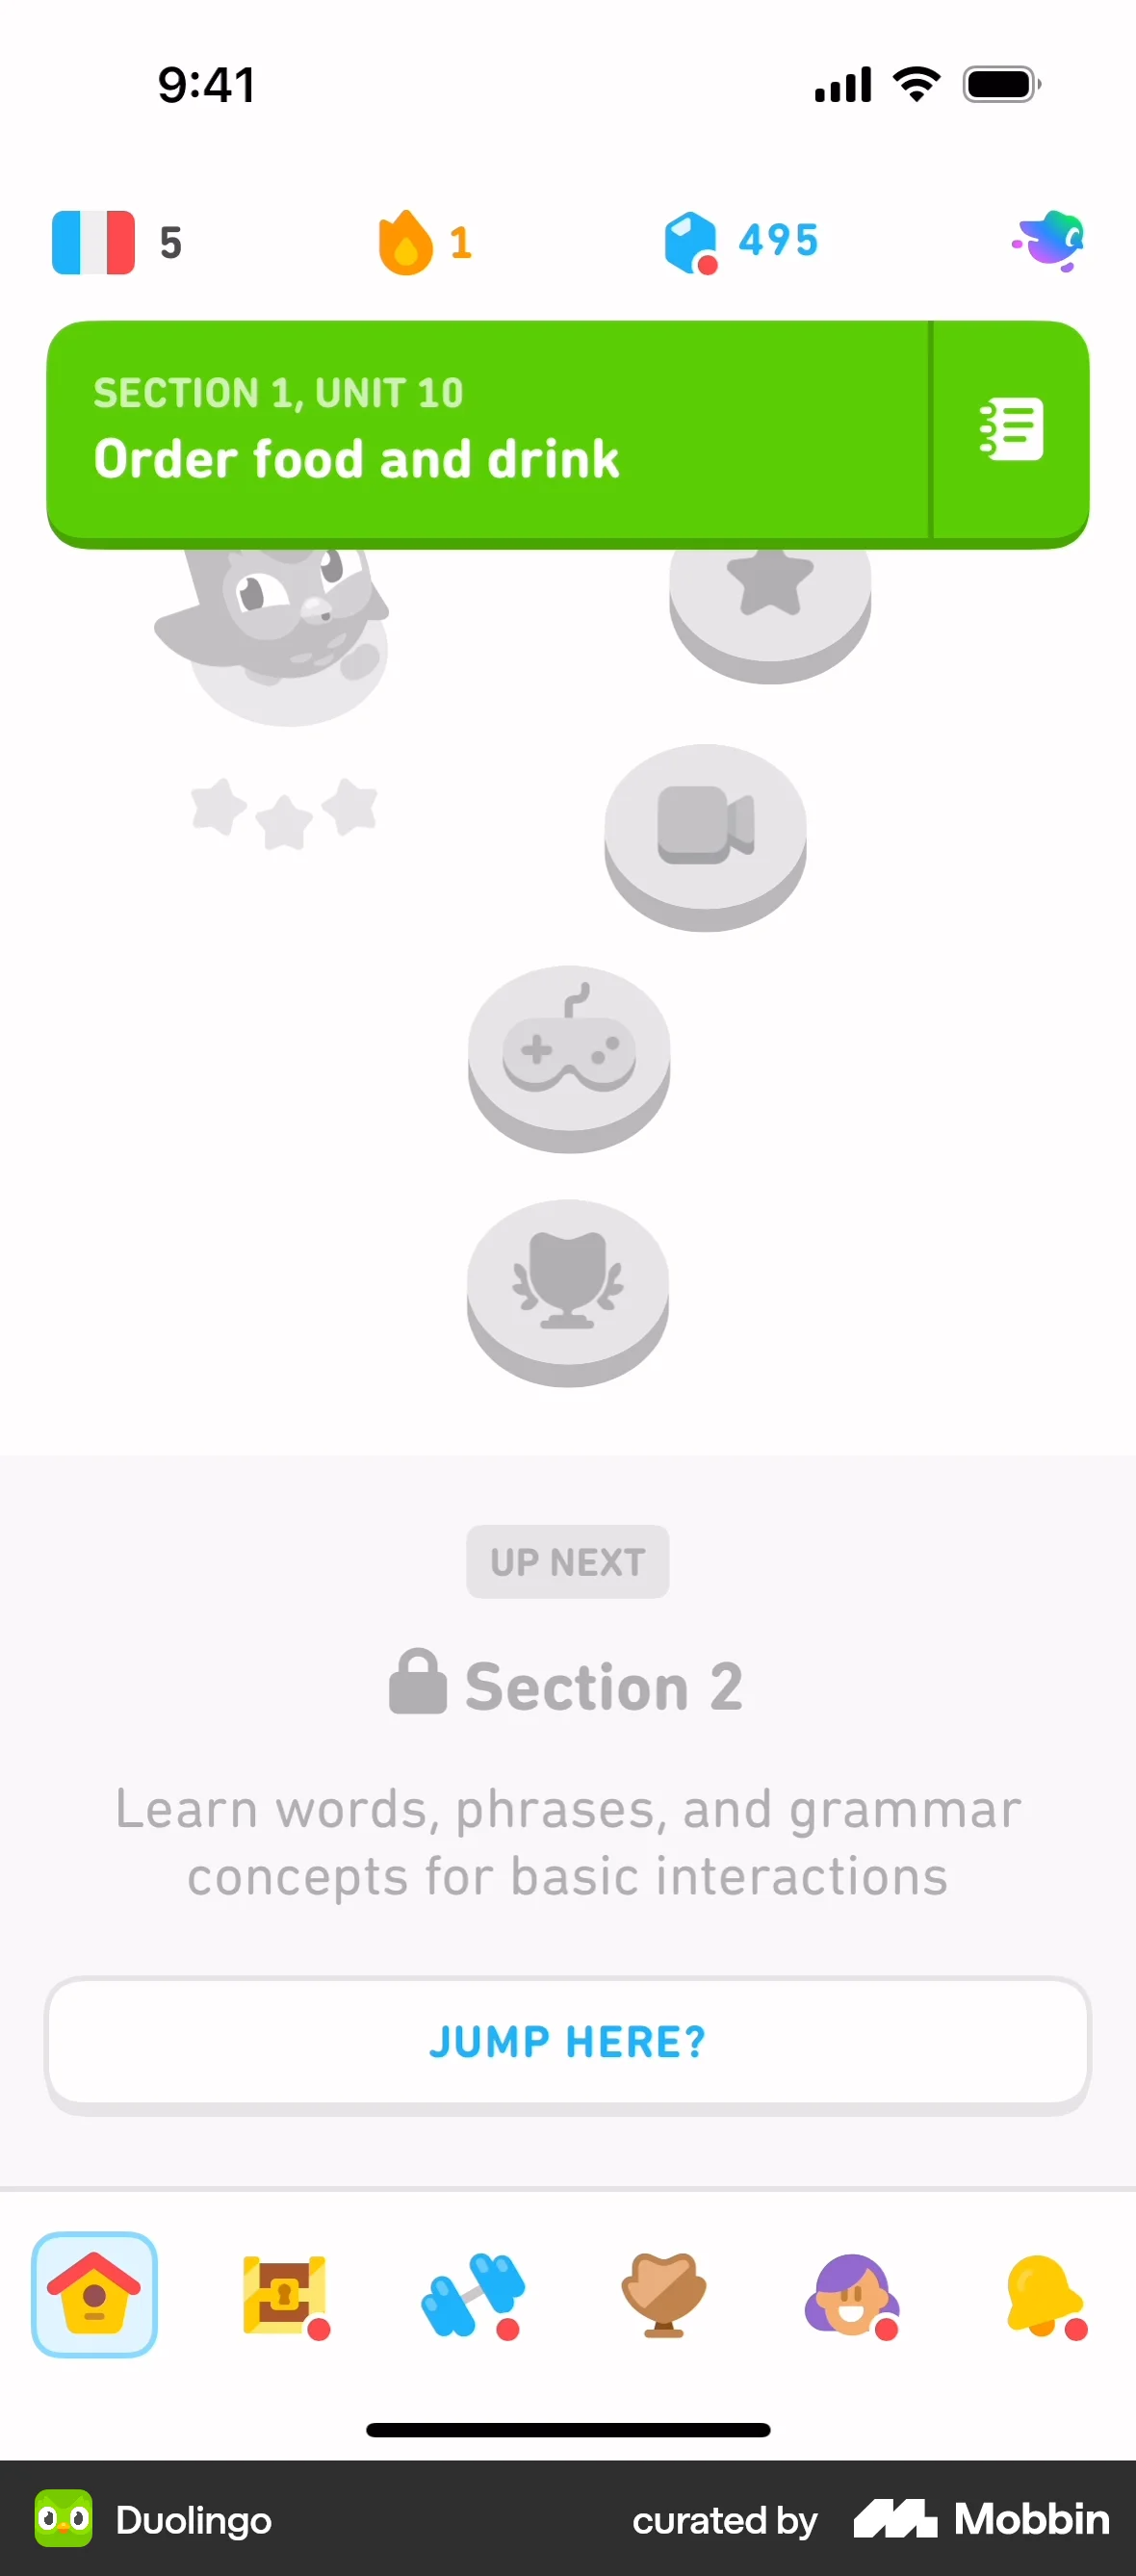 9:41
5
1
495
SECTION 1, UNIT 10
Order food and drink
UP NEXT
Section 2
Learn words, phrases, and grammar
concepts for basic interactions
JUMP HERE?
Duolingo
curated by
Mobbin